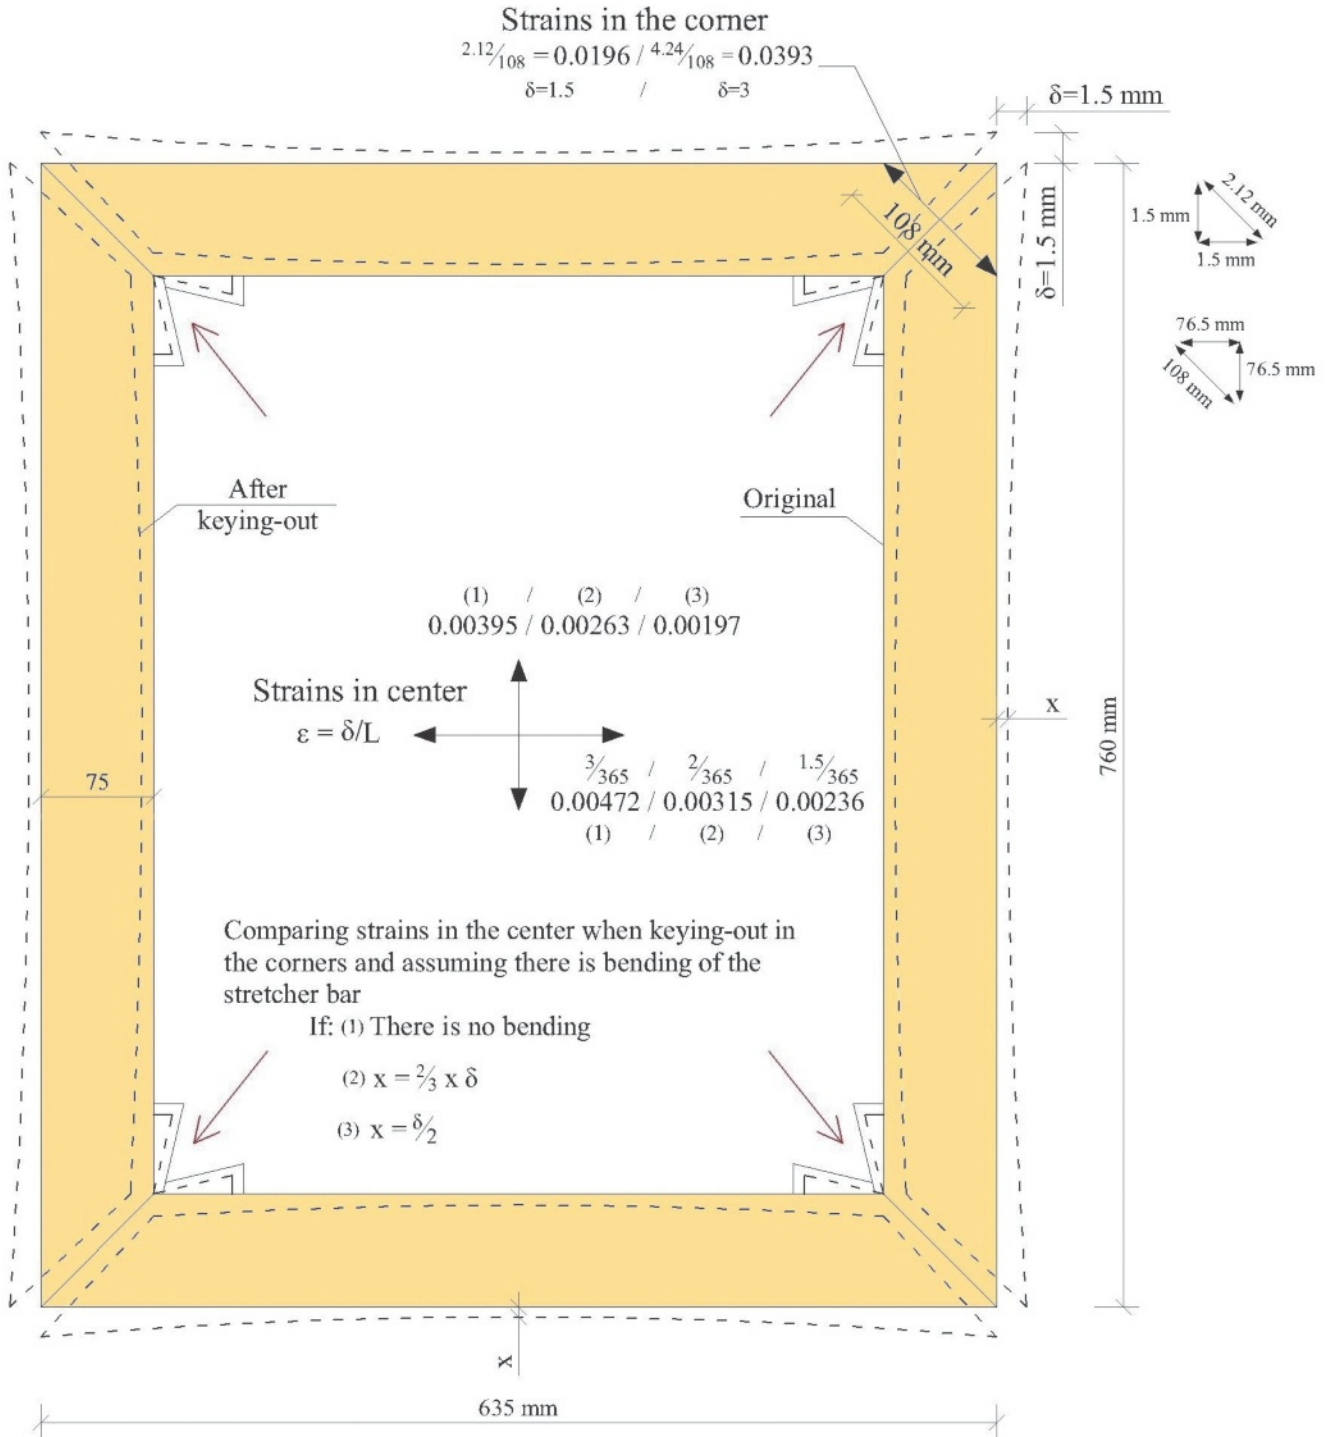 Strains in the corner
2.12/108 = 0.0196 / 4.24/108 = 0.0393
δ=1.5 / δ=3
δ=1.5 mm
δ=1.5 mm
108 mm
1.5 mm
2.12 mm
1.5 mm
76.5 mm
108 mm
76.5 mm
After
keying-out
Original
(1) / (2) / (3)
0.00395 / 0.00263 / 0.00197
Strains in center
ε = δ/L
3/365 / 2/365 / 1.5/365
0.00472 / 0.00315 / 0.00236
(1) / (2) / (3)
x
760 mm
75
Comparing strains in the center when keying-out in
the corners and assuming there is bending of the
stretcher bar
If: (1) There is no bending
(2) x = 2/3 x δ
(3) x = δ/2
x
635 mm